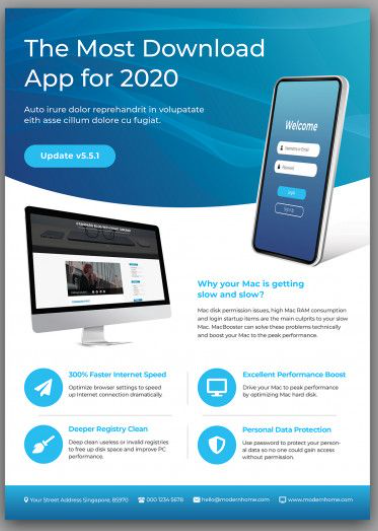 The Most Download
App for 2020
Auto irure dolor reprehandrit in volupatate
eith asse cillum dolore cu fugiat.
Update v5.5.1
Welcome
Why your Mac is getting
slow and slow?
Mac disk permission issues, high Mac RAM consumption
and login startup items are the main culprits to your slow
Mac. MacBooster can solve these problems technically
and boost your Mac to the peak performance.
300% Faster Internet Speed
Optimize browser settings to speed
up Internet connection dramatically
Excellent Performance Boost
Drive your Mac to peak performance
by optimizing Mac hard disk.
Deeper Registry Clean
Deep clean useless or invalid registries
to free up disk space and improve PC
performance.
Personal Data Protection
Use password to protect your person-
al data so no one could gain access
without permission.
Your Street Address Singapore, 85970 000 1234 5678 hello@modernhome.com www.modernhome.com